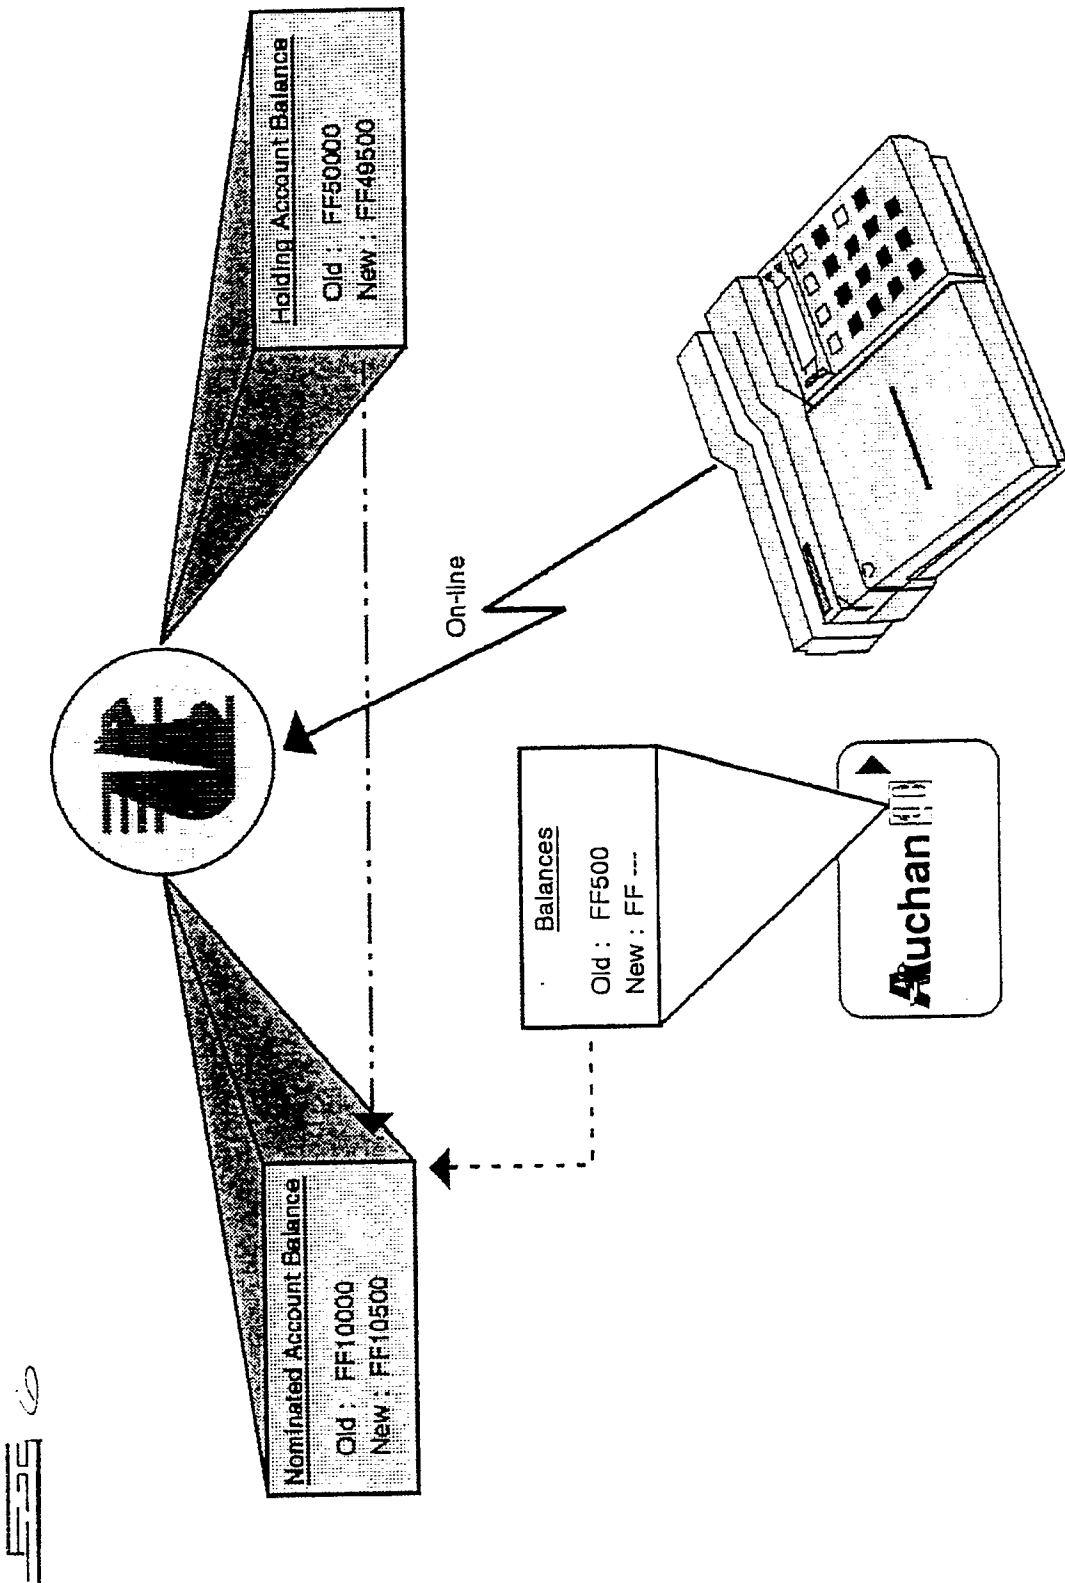 Nominated Account Balance
Old : FF10000
New : FF10500
Holding Account Balance
Old : FF50000
New : FF49500
On-line
Balances
Old : FF500
New : FF ---
Auchan